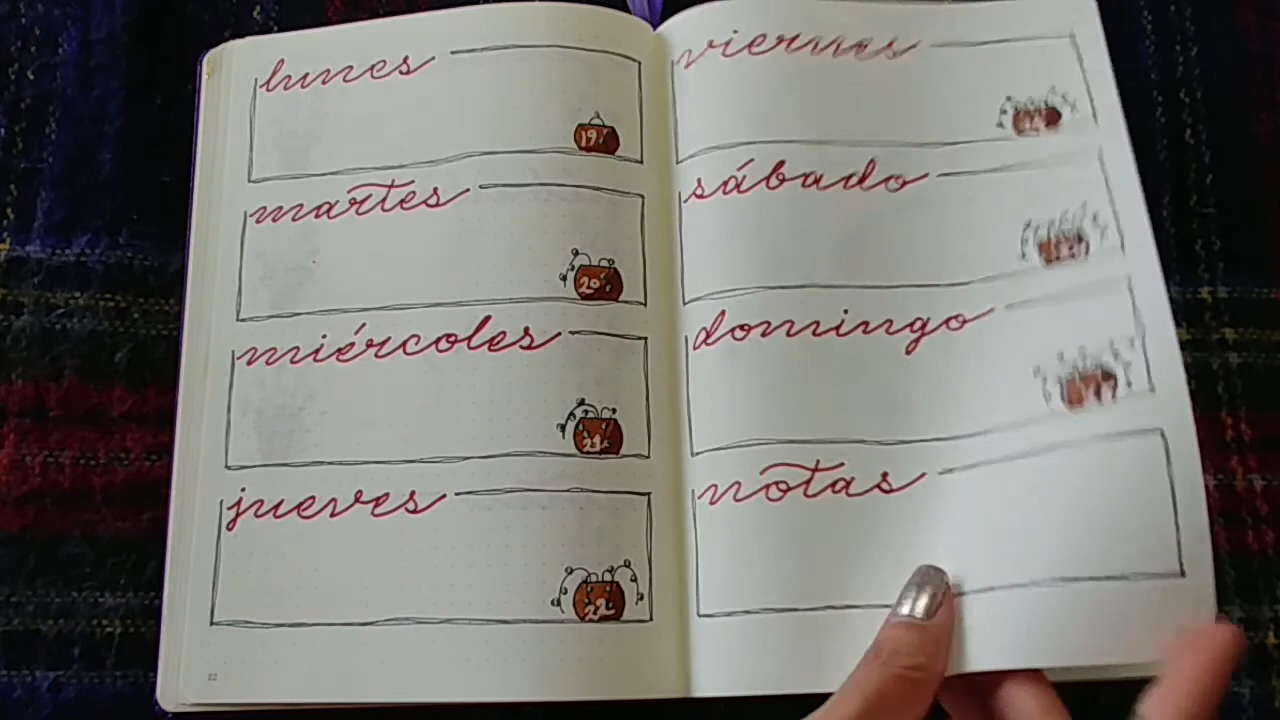 lunes
19
martes
20
miércoles
21
jueves
22
viernes
sábado
domingo
notas